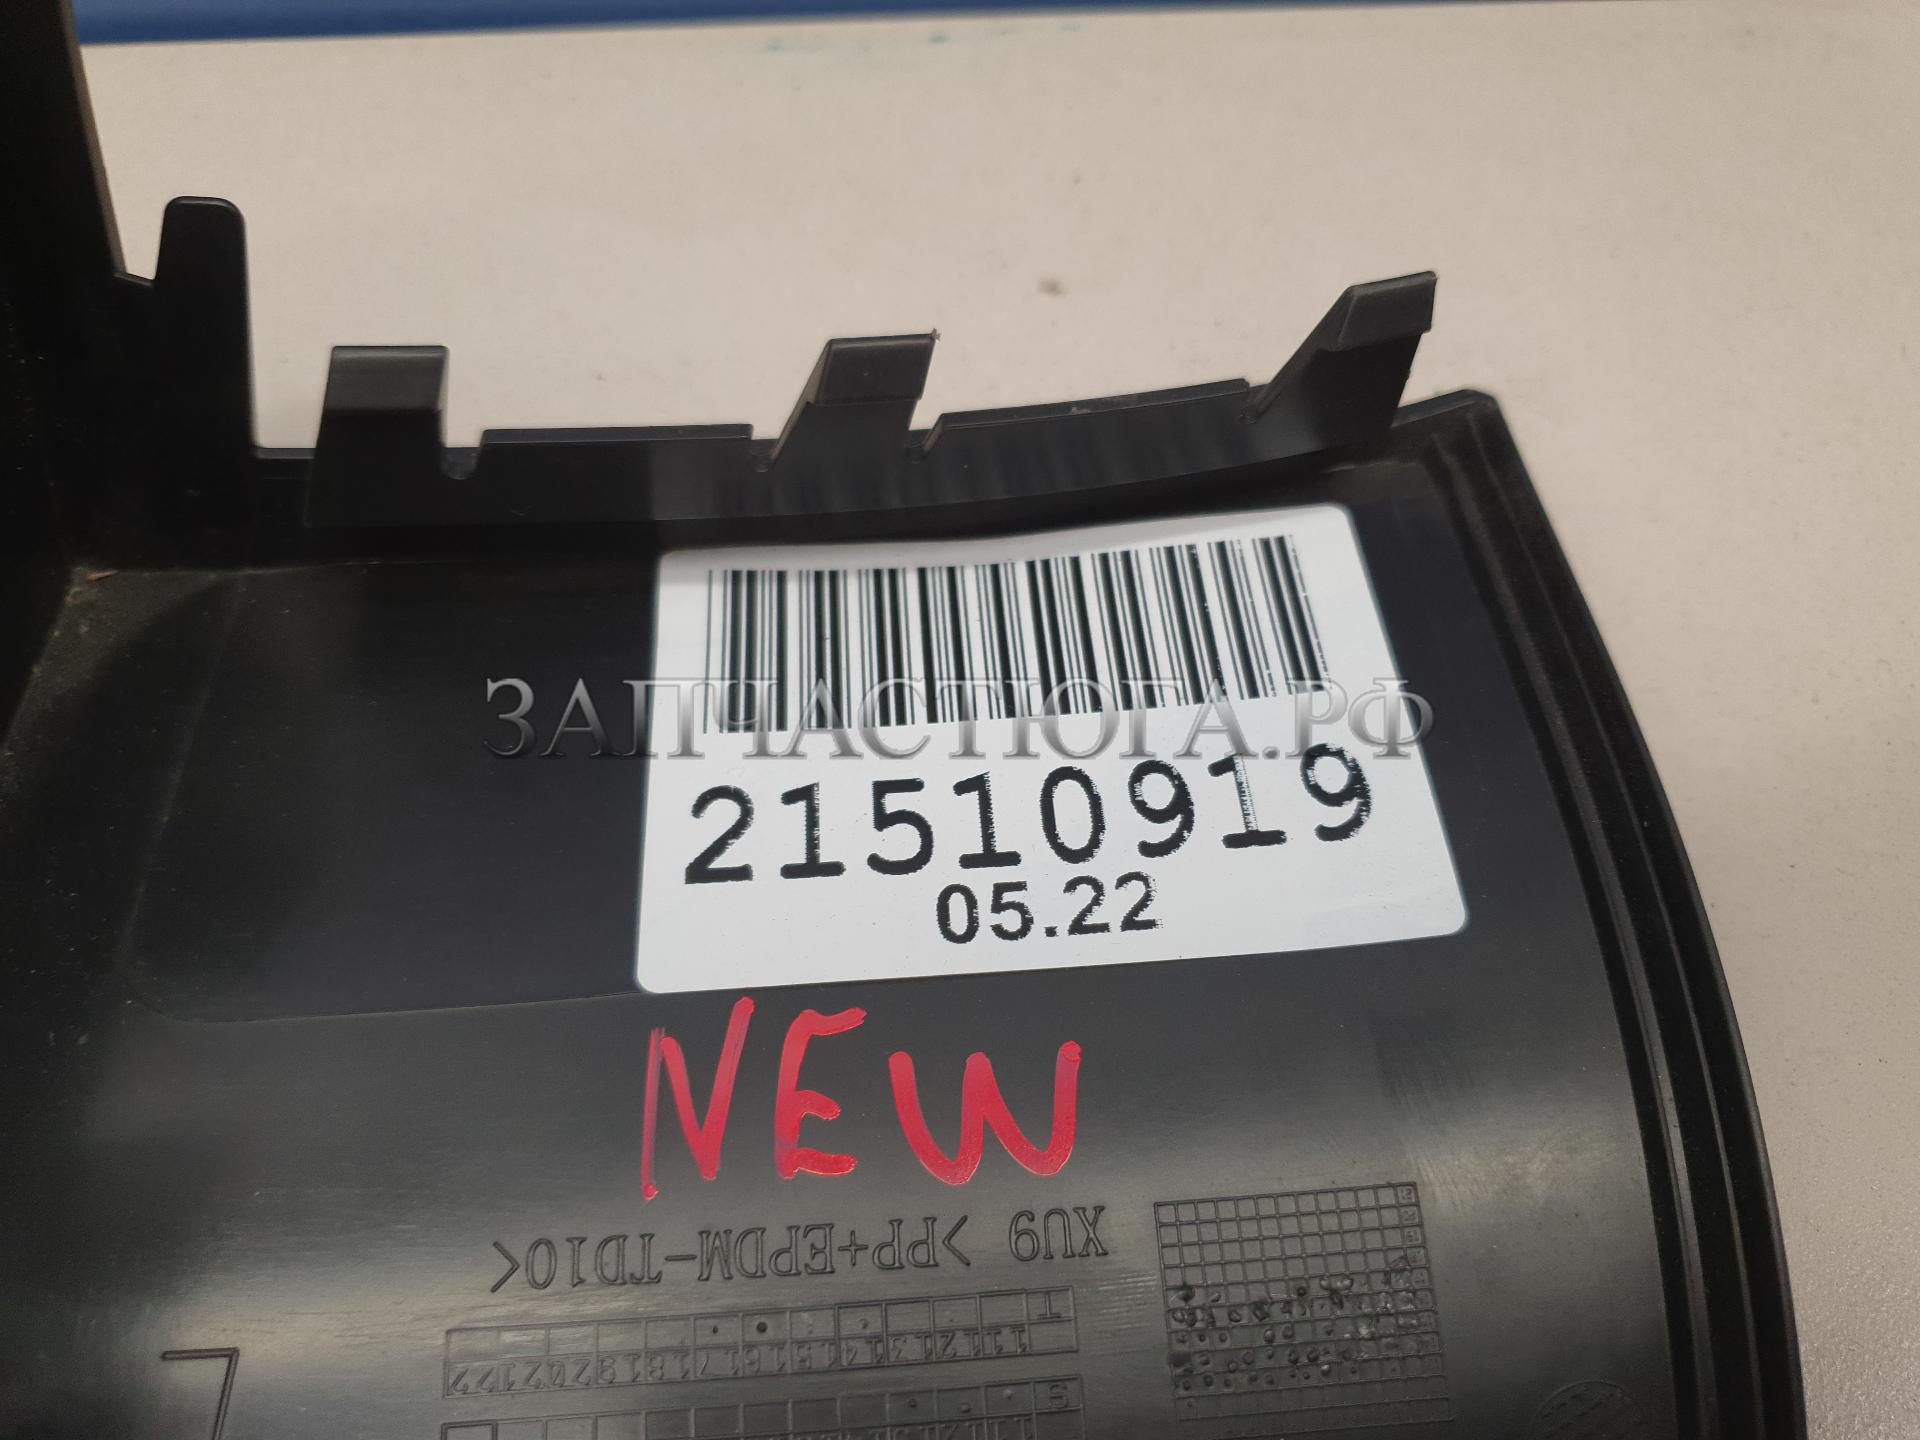 ЗАПЧАСТЮГА.РФ
21510919
05.22
NEW
XU9 >PP+EPDM-TD10<